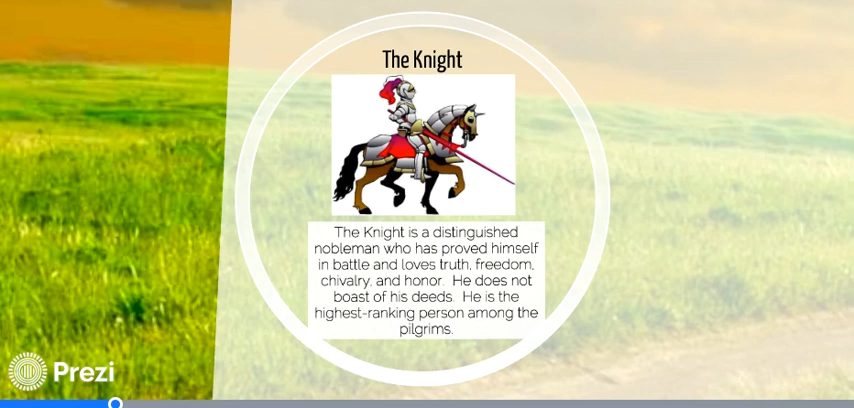 The Knight
The Knight is a distinguished
nobleman who has proved himself
in battle and loves truth, freedom,
chivalry, and honor. He does not
boast of his deeds. He is the
highest-ranking person among the
pilgrims.
Prezi